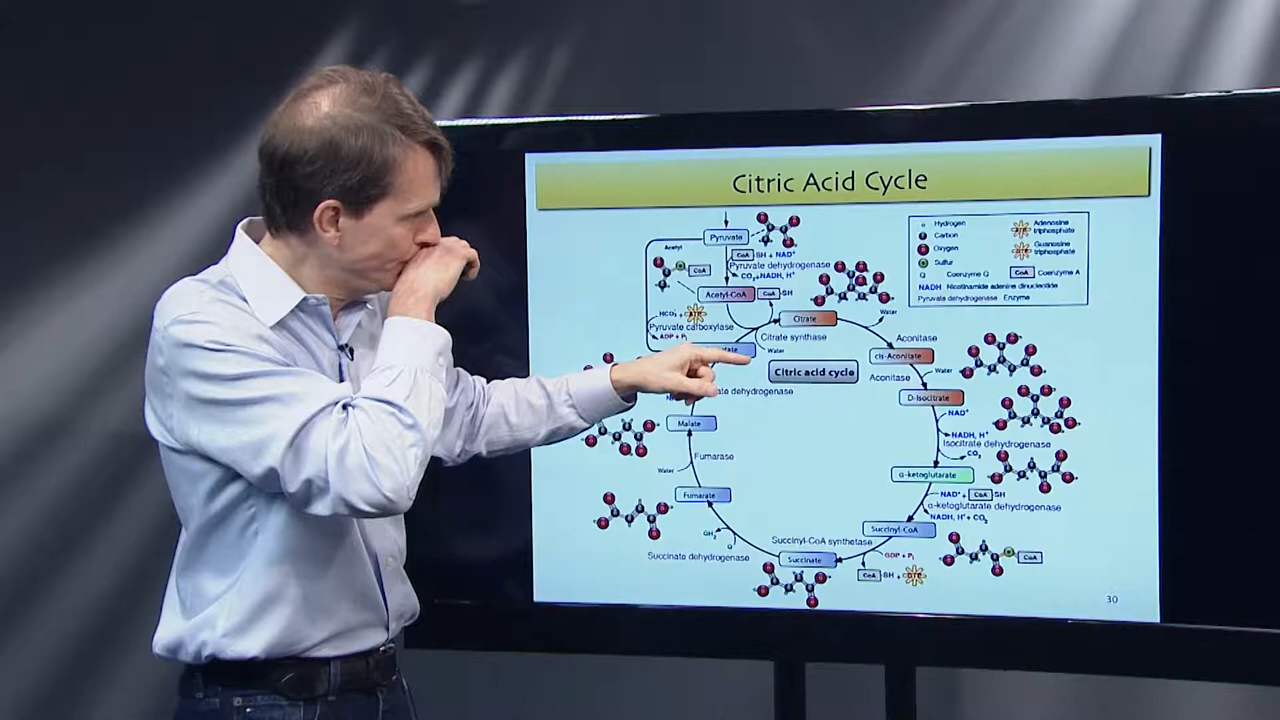 Citric Acid Cycle
Pyruvate
Acetyl
CoA
CoA SH + NAD⁺
Pyruvate dehydrogenase
CO₂+NADH, H⁺
Acetyl-CoA
CoA-SH
HCO₃⁻ + ATP
Pyruvate carboxylase
ADP + Pᵢ
Citrate
Water
Citrate synthase
Water
Citric acid cycle
Aconitase
cis-Aconitate
Water
Aconitase
D-Isocitrate
NAD⁺
NADH, H⁺
Isocitrate dehydrogenase
CO₂
α-ketoglutarate
NAD⁺ + CoA SH
α-ketoglutarate dehydrogenase
NADH, H⁺+ CO₂
Succinyl-CoA
CoA
Succinyl-CoA synthetase
GDP + Pᵢ
CoA SH + GTP
Succinate
Succinate dehydrogenase
QH₂
Q
Fumarate
Water
Fumarase
Malate
dehydrogenase
Hydrogen
Carbon
Oxygen
Sulfur
Q Coenzyme Q
ATP Adenosine triphosphate
GTP Guanosine triphosphate
CoA Coenzyme A
NADH Nicotinamide adenine dinucleotide
Pyruvate dehydrogenase Enzyme
30